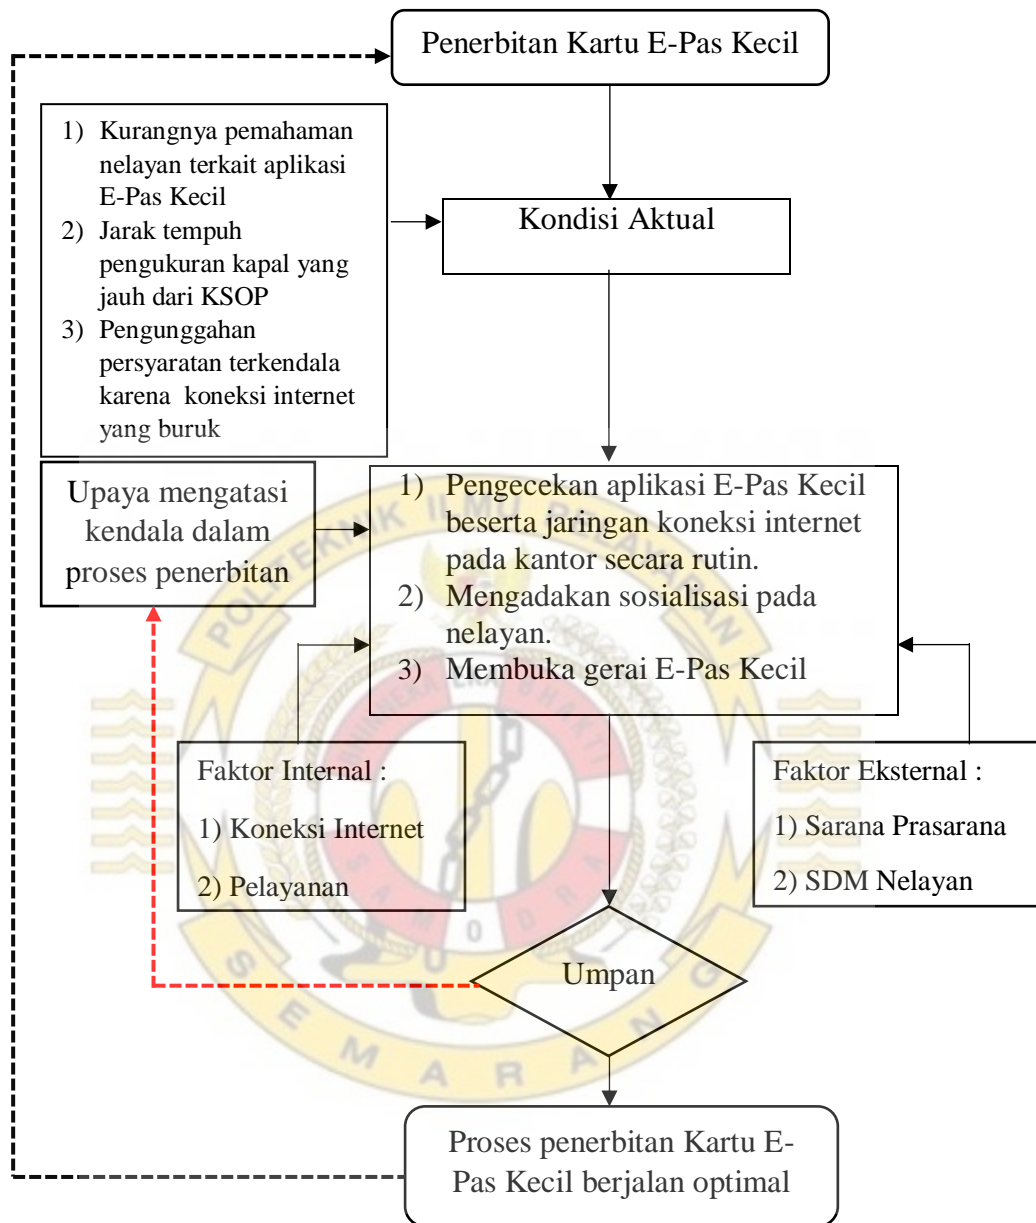 Penerbitan Kartu E-Pas Kecil
1) Kurangnya pemahaman
nelayan terkait aplikasi
E-Pas Kecil
2) Jarak tempuh
pengukuran kapal yang
jauh dari KSOP
3) Pengunggahan
persyaratan terkendala
karena koneksi internet
yang buruk
Kondisi Aktual
Upaya mengatasi
kendala dalam
proses penerbitan
1) Pengecekan aplikasi E-Pas Kecil
beserta jaringan koneksi internet
pada kantor secara rutin.
2) Mengadakan sosialisasi pada
nelayan.
3) Membuka gerai E-Pas Kecil
Faktor Internal :
1) Koneksi Internet
2) Pelayanan
Faktor Eksternal :
1) Sarana Prasarana
2) SDM Nelayan
Umpan
Proses penerbitan Kartu E-
Pas Kecil berjalan optimal
POLITEKNIK ILMU PELAYARAN
SEMARANG